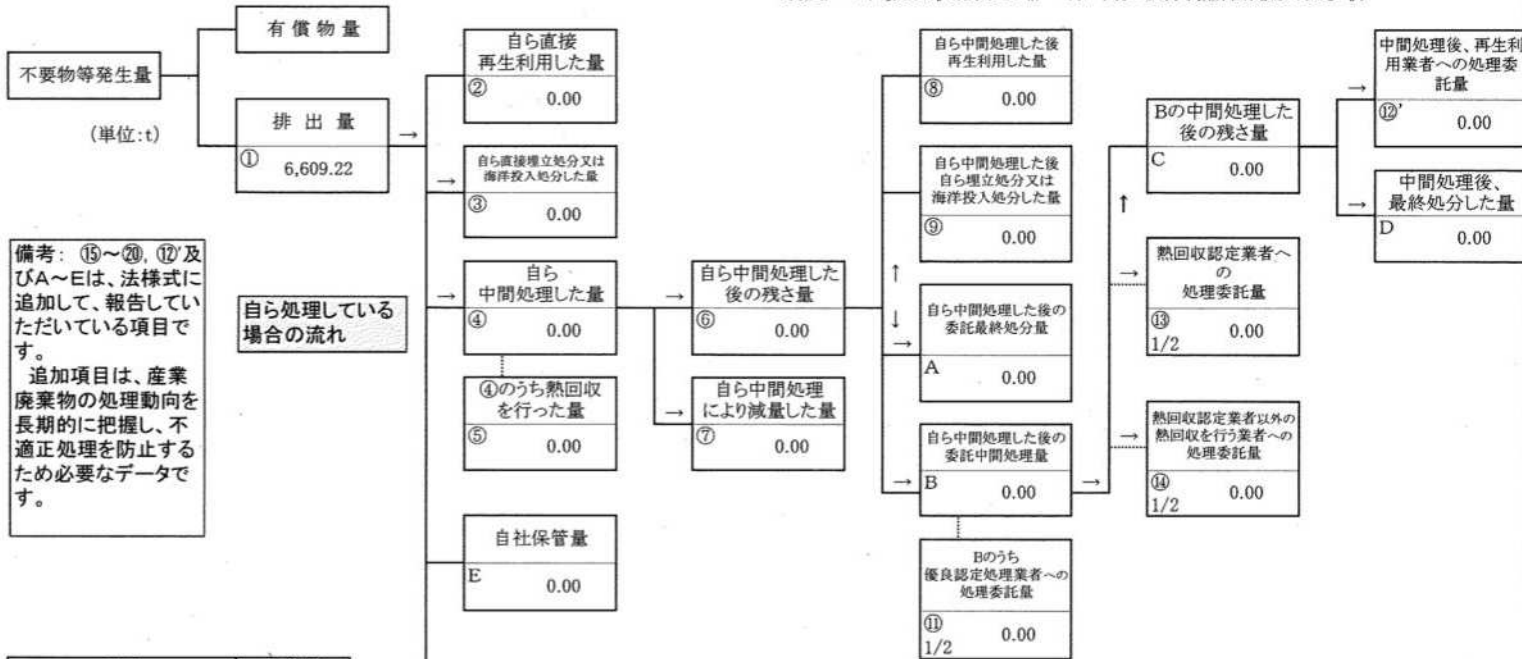 不要物等発生量
(単位:t)
有償物量
排出量
①
6,609.22
→
備考: ⑮~⑳, ⑫'及
びA~Eは、法様式に
追加して、報告してい
ただいている項目で
す。
追加項目は、産業
廃棄物の処理動向を
長期的に把握し、不
適正処理を防止する
ため必要なデータで
す。
自ら処理している
場合の流れ
自ら直接
再生利用した量
②
0.00
→
自ら直接埋立処分又は
海洋投入処分した量
③
0.00
→
自ら
中間処理した量
④
0.00
④のうち熱回収
を行った量
⑤
0.00
自社保管量
E
0.00
→
自ら中間処理した
後の残さ量
⑥
0.00
→
自ら中間処理
により減量した量
⑦
0.00
自ら中間処理した後
再生利用した量
⑧
0.00
自ら中間処理した後
自ら埋立処分又は
海洋投入処分した量
⑨
0.00
↑
↓
→
自ら中間処理した後の
委託最終処分量
A
0.00
→
自ら中間処理した後の
委託中間処理量
B
0.00
→
Bのうち
優良認定処理業者への
処理委託量
⑪
1/2
0.00
Bの中間処理した
後の残さ量
C
0.00
↑
→
熱回収認定業者へ
の
処理委託量
⑬
1/2
0.00
→
熱回収認定業者以外の
熱回収を行う業者への
処理委託量
⑭
1/2
0.00
→
中間処理後、再生利
用業者への処理委
託量
⑫'
0.00
→
中間処理後、
最終処分した量
D
0.00